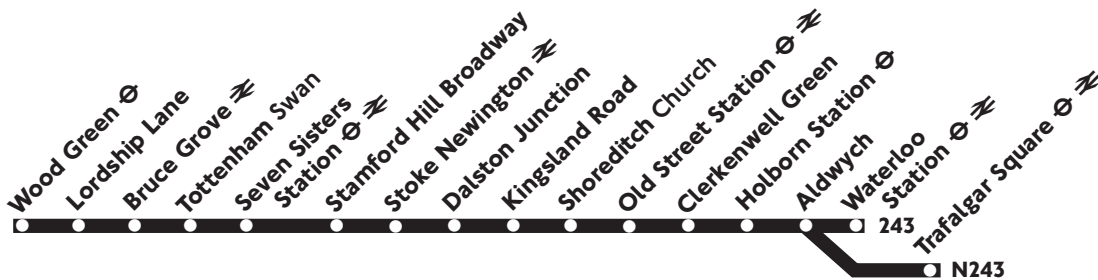 Wood Green
Lordship Lane
Bruce Grove
Tottenham Swan
Seven Sisters
Station
Stamford Hill Broadway
Stoke Newington
Dalston Junction
Kingsland Road
Shoreditch Church
Old Street Station
Clerkenwell Green
Holborn Station
Aldwych
Waterloo
Station
243
Trafalgar Square
N243